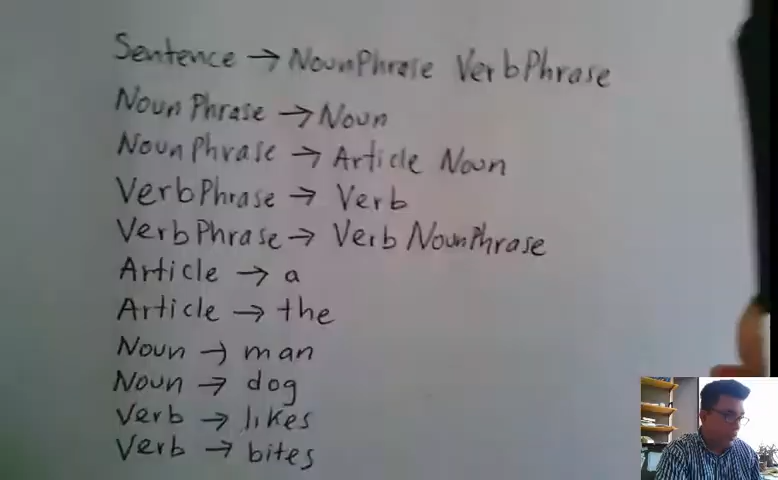 Sentence → NounPhrase VerbPhrase
NounPhrase → Noun
NounPhrase → Article Noun
VerbPhrase → Verb
VerbPhrase → Verb NounPhrase
Article → a
Article → the
Noun → man
Noun → dog
Verb → likes
Verb → bites